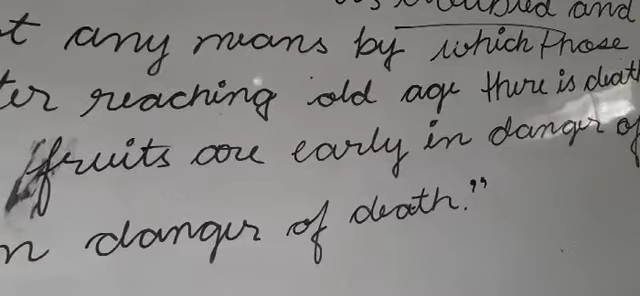 and
t any means by which those
ter reaching old age there is death
fruits are early in danger of
n danger of death."